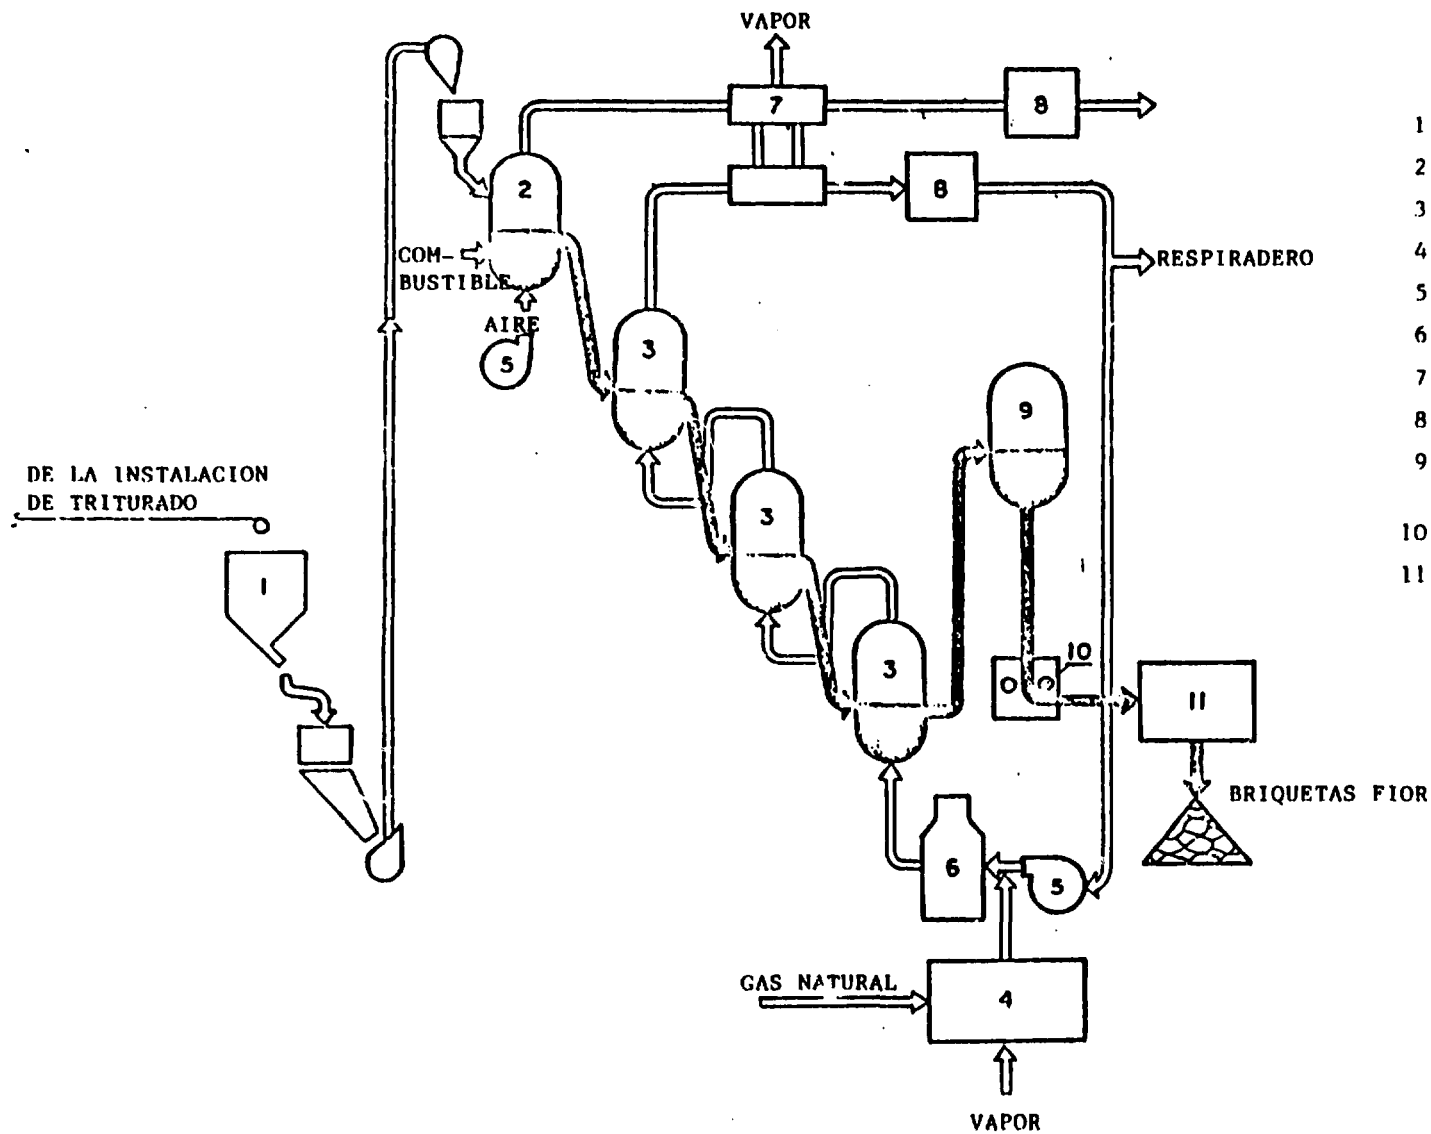 VAPOR
7
8
8
2
COM-
BUSTIBLE
AIRE
5
RESPIRADERO
3
9
DE LA INSTALACION
DE TRITURADO
3
1
3
10
11
BRIQUETAS FIOR
6
5
GAS NATURAL
4
VAPOR
1
2
3
4
5
6
7
8
9
10
11